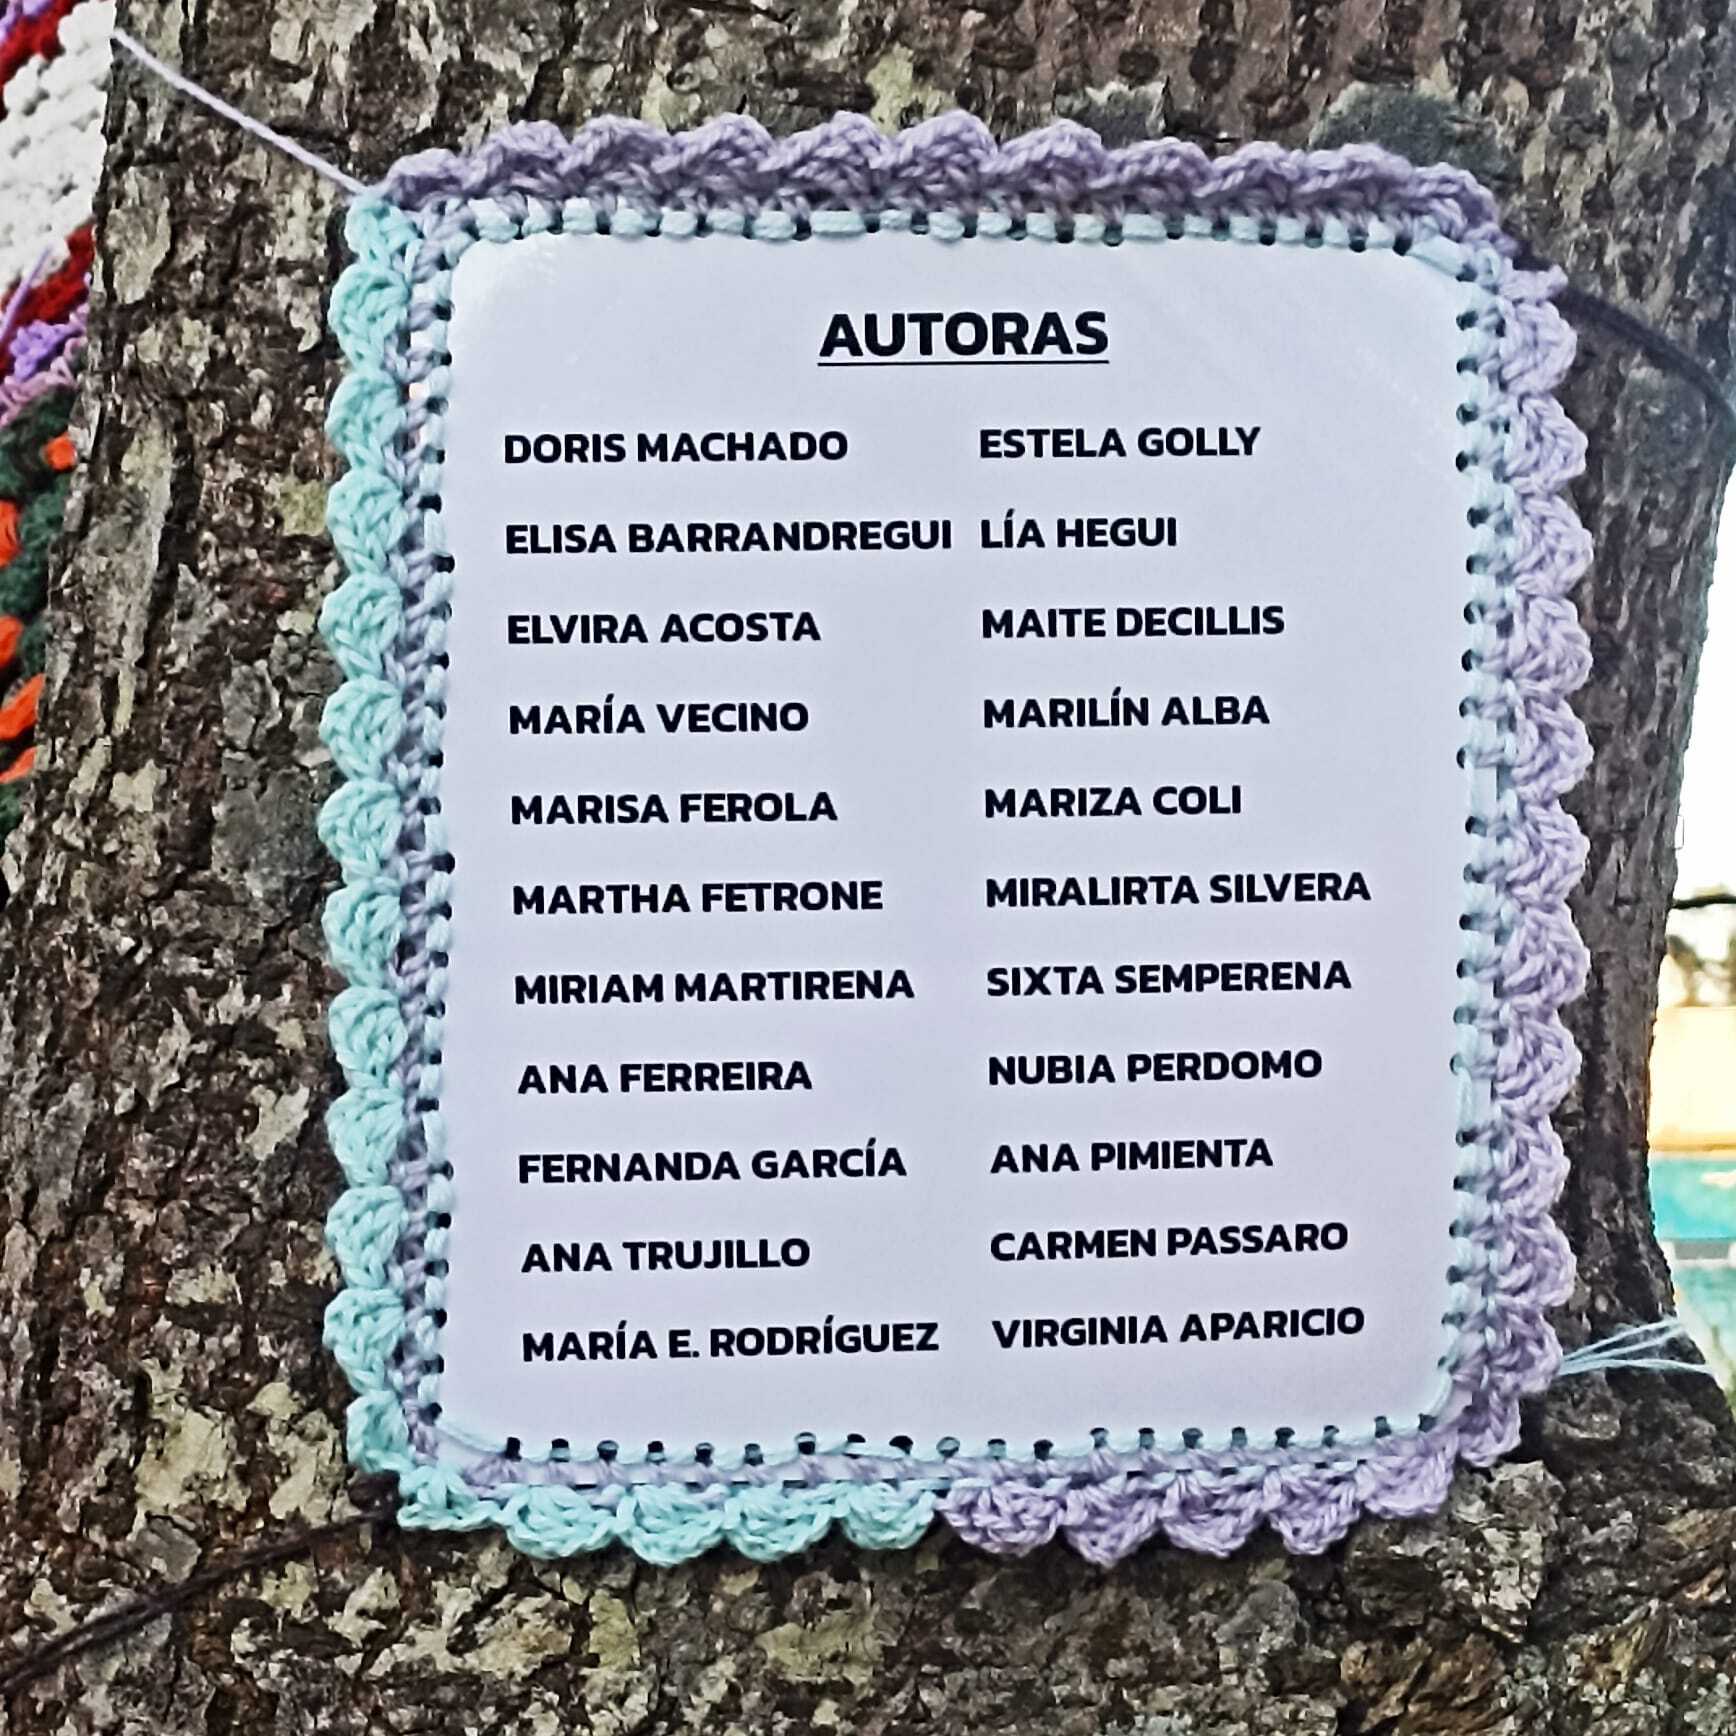 AUTORAS
DORIS MACHADO
ELISA BARRANDREGUI
ELVIRA ACOSTA
MARÍA VECINO
MARISA FEROLA
MARTHA FETRONE
MIRIAM MARTIRENA
ANA FERREIRA
FERNANDA GARCÍA
ANA TRUJILLO
MARÍA E. RODRÍGUEZ
ESTELA GOLLY
LÍA HEGUI
MAITE DECILLIS
MARILÍN ALBA
MARIZA COLI
MIRALIRTA SILVERA
SIXTA SEMPERENA
NUBIA PERDOMO
ANA PIMIENTA
CARMEN PASSARO
VIRGINIA APARICIO